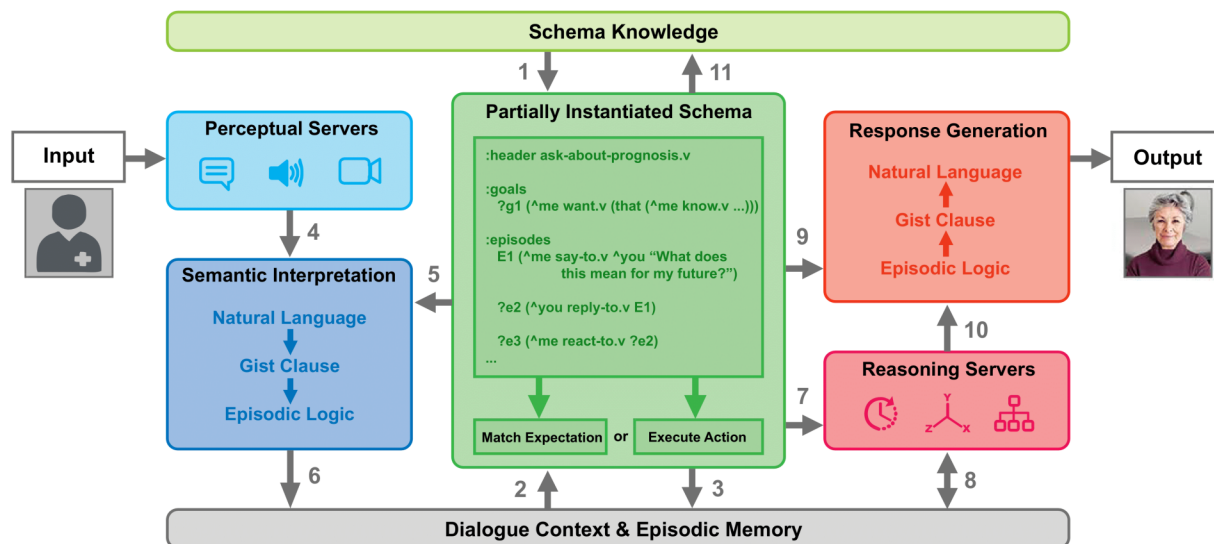 Schema Knowledge
1
11
Input
Perceptual Servers
4
Semantic Interpretation
Natural Language
Gist Clause
Episodic Logic
5
6
Partially Instantiated Schema
:header ask-about-prognosis.v
:goals
?g1 (^me want.v (that (^me know.v ...)))
:episodes
E1 (^me say-to.v ^you “What does
this mean for my future?”)
?e2 (^you reply-to.v E1)
?e3 (^me react-to.v ?e2)
...
Match Expectation
or
Execute Action
2
3
9
7
Response Generation
Natural Language
Gist Clause
Episodic Logic
Output
10
Reasoning Servers
Y
Z
X
8
Dialogue Context & Episodic Memory